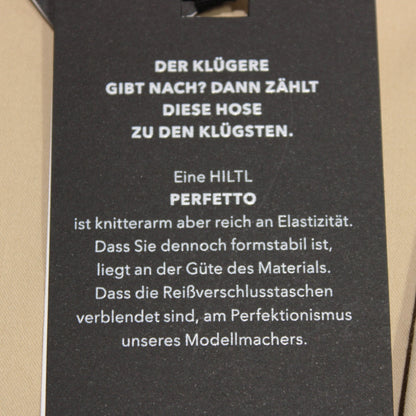 DER KLÜGERE
GIBT NACH? DANN ZÄHLT
DIESE HOSE
ZU DEN KLÜGSTEN.
Eine HILTL
PERFETTO
ist knitterarm aber reich an Elastizität.
Dass Sie dennoch formstabil ist,
liegt an der Güte des Materials.
Dass die Reißverschlusstaschen
verblendet sind, am Perfektionismus
unseres Modellmachers.